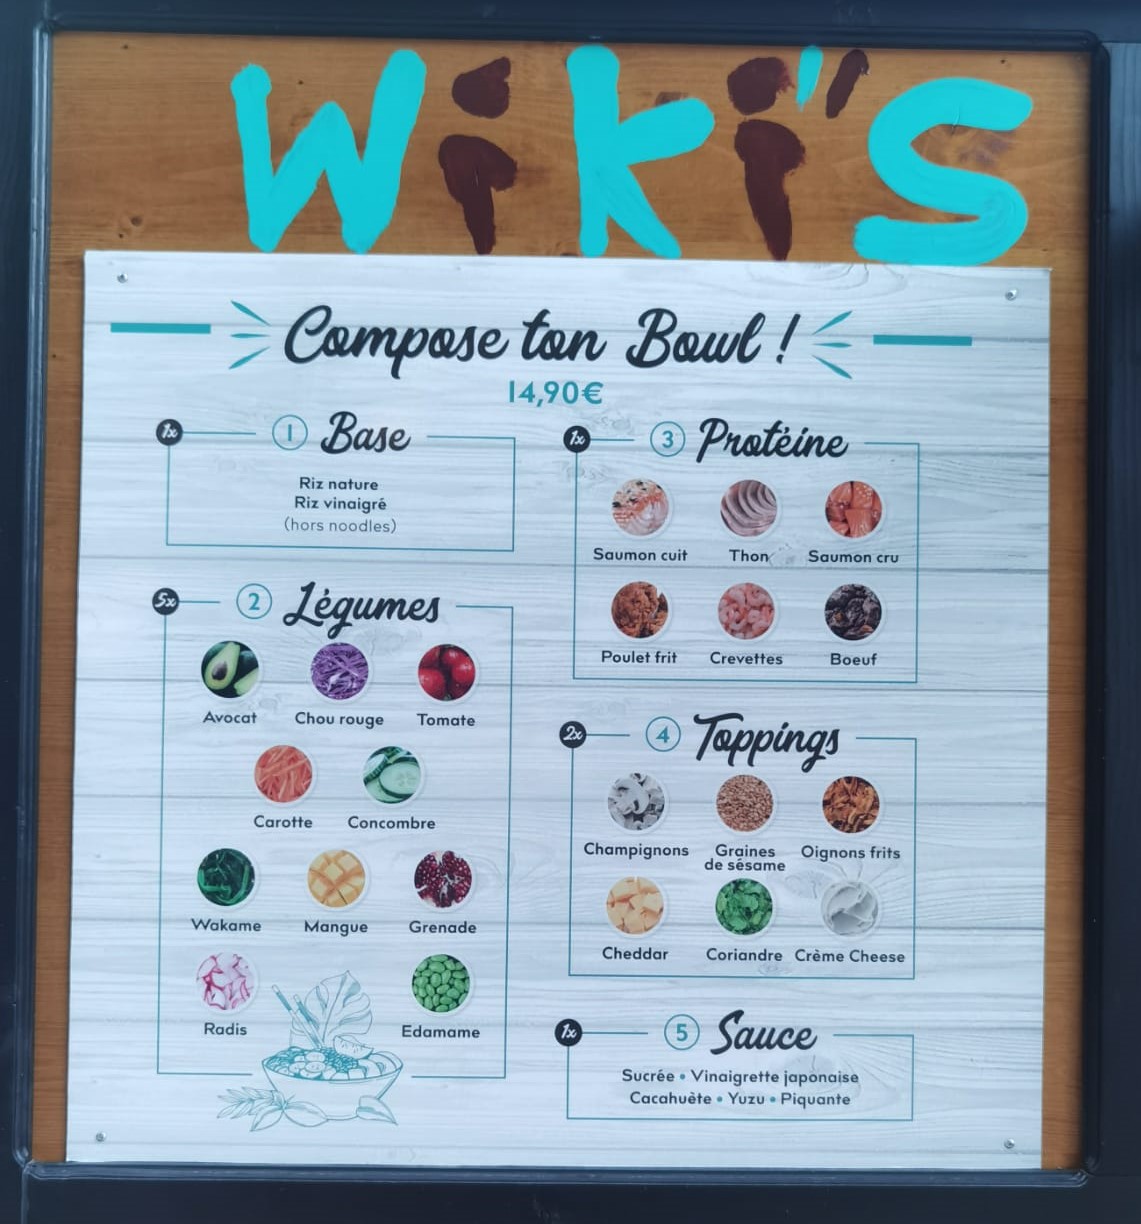 Wiki's
Compose ton Bowl !
14,90€
1x
1 Base
Riz nature
Riz vinaigré
(hors noodles)
5x
2 Légumes
Avocat Chou rouge Tomate
Carotte Concombre
Wakame Mangue Grenade
Radis Edamame
1x
3 Protéine
Saumon cuit Thon Saumon cru
Poulet frit Crevettes Boeuf
2x
4 Toppings
Champignons Graines de sésame Oignons frits
Cheddar Coriandre Crème Cheese
1x
5 Sauce
Sucrée • Vinaigrette japonaise
Cacahuète • Yuzu • Piquante